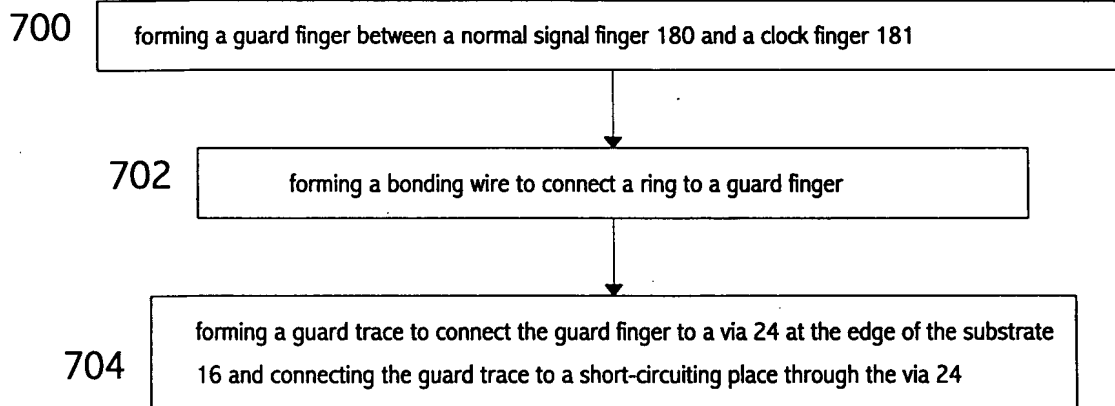 700
forming a guard finger between a normal signal finger 180 and a clock finger 181
702
forming a bonding wire to connect a ring to a guard finger
704
forming a guard trace to connect the guard finger to a via 24 at the edge of the substrate
16 and connecting the guard trace to a short-circuiting place through the via 24